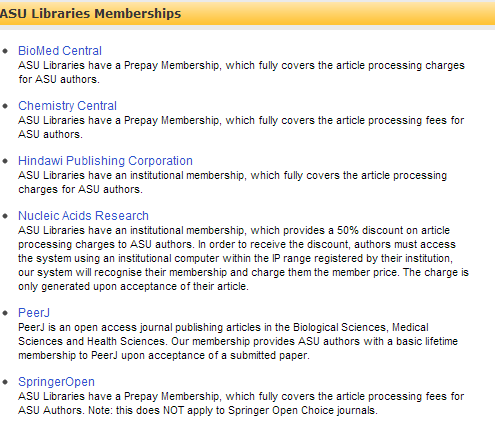 ASU Libraries Memberships
BioMed Central
ASU Libraries have a Prepay Membership, which fully covers the article processing charges
for ASU authors.
Chemistry Central
ASU Libraries have a Prepay Membership, which fully covers the article processing fees for
ASU authors.
Hindawi Publishing Corporation
ASU Libraries have an institutional membership, which fully covers the article processing
charges for ASU authors.
Nucleic Acids Research
ASU Libraries have an institutional membership, which provides a 50% discount on article
processing charges to ASU authors. In order to receive the discount, authors must access
the system using an institutional computer within the IP range registered by their institution,
our system will recognise their membership and charge them the member price. The charge
is only generated upon acceptance of their article.
PeerJ
PeerJ is an open access journal publishing articles in the Biological Sciences, Medical
Sciences and Health Sciences. Our membership provides ASU authors with a basic lifetime
membership to PeerJ upon acceptance of a submitted paper.
SpringerOpen
ASU Libraries have a Prepay Membership, which fully covers the article processing fees for
ASU Authors. Note: this does NOT apply to Springer Open Choice journals.